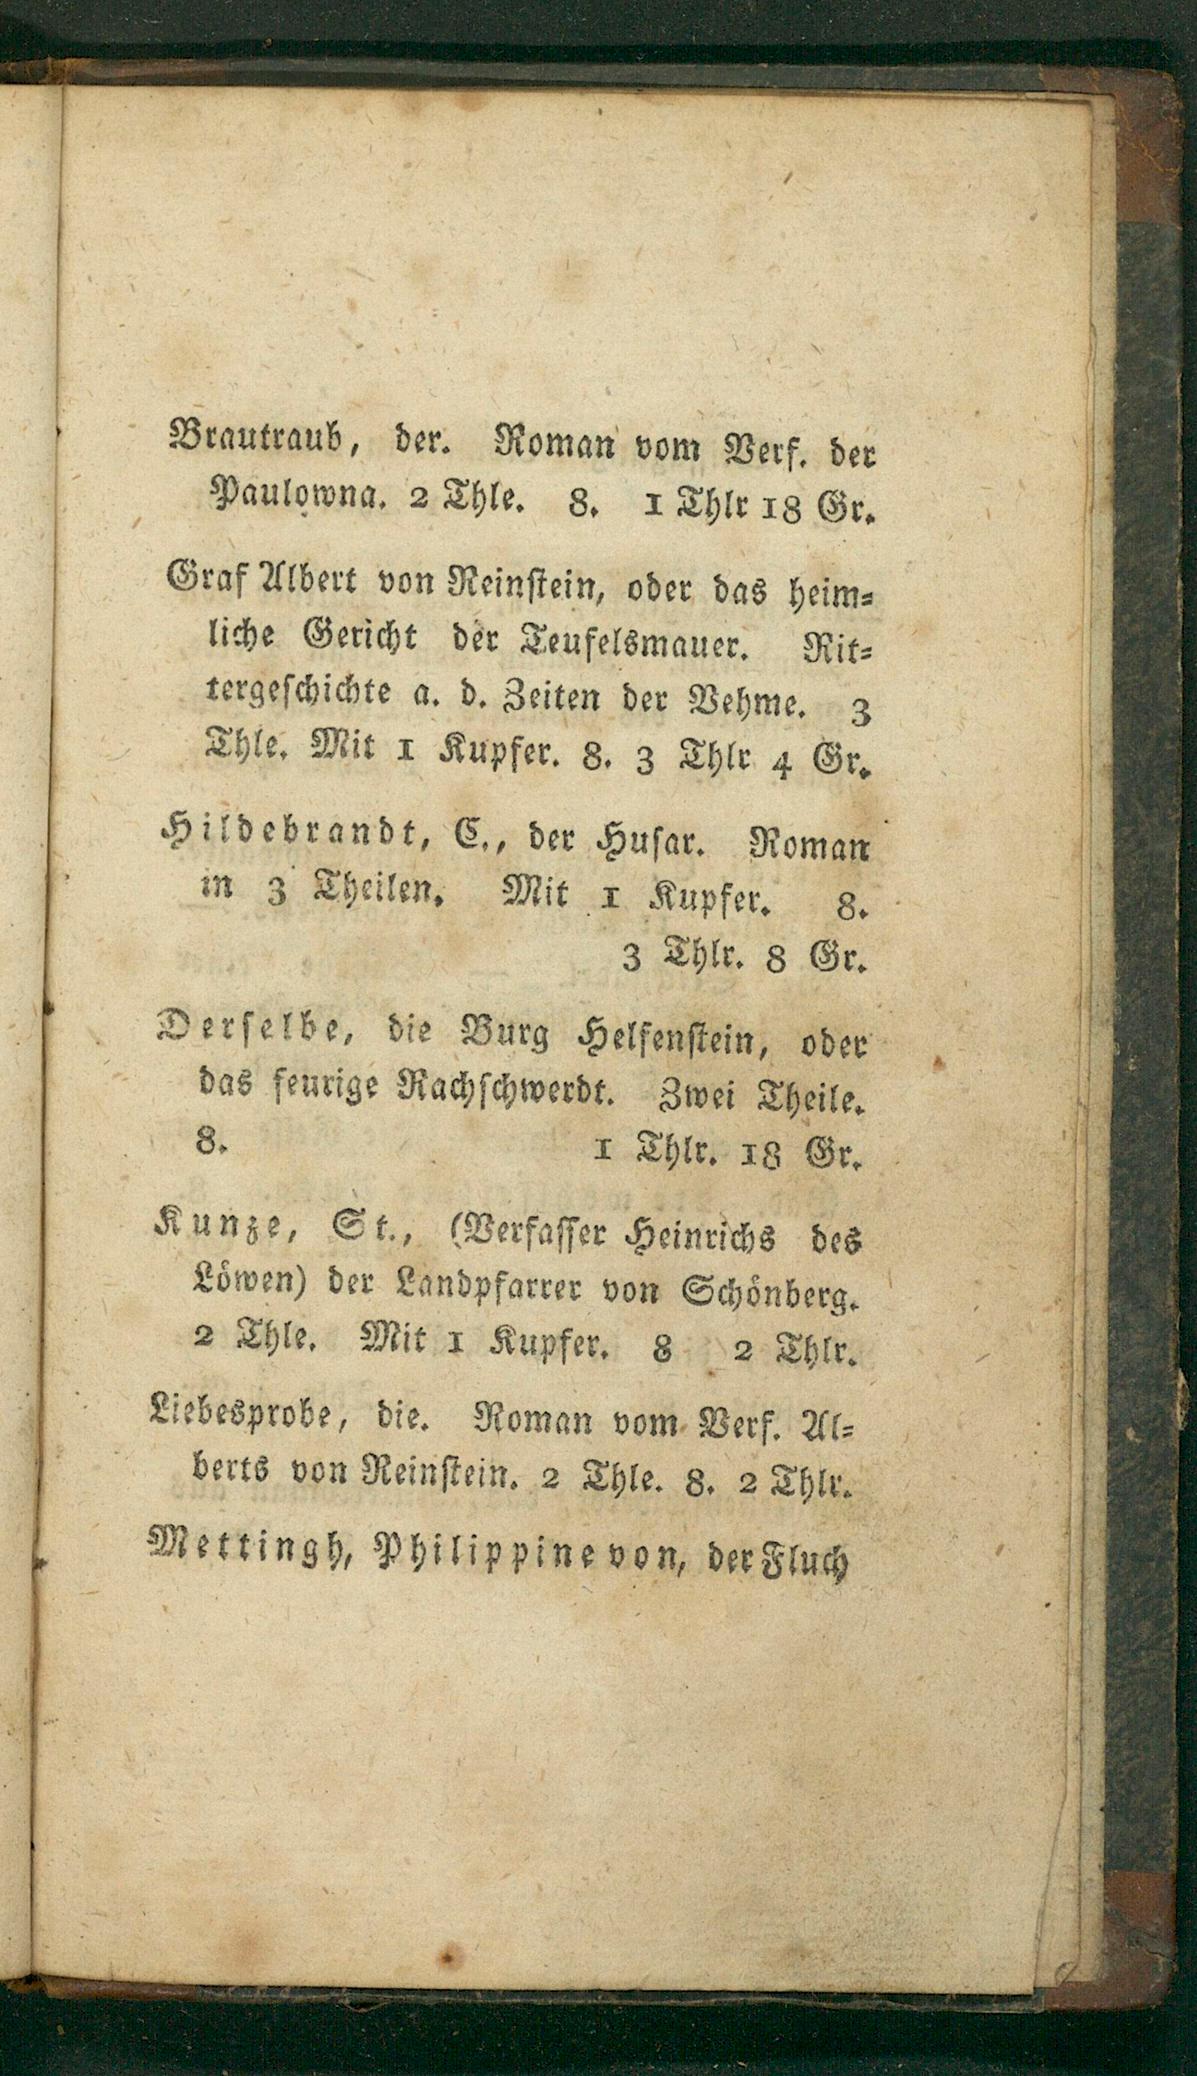 Brautraub, der. Roman vom Verf. der
Paulowna. 2 Thle. 8. 1 Thlr 18 Gr.
Graf Albert von Reinſtein, oder das heim⸗
liche Gericht der Teufelsmauer. Rit⸗
tergeſchichte a. d. Zeiten der Vehme. 3
Thle. Mit 1 Kupfer. 8. 3 Thlr 4 Gr.
Hildebrandt, C., der Huſar. Roman
in 3 Theilen. Mit 1 Kupfer. 8.
3 Thlr. 8 Gr.
Derſelbe, die Burg Helfenſtein, oder
das feurige Rachſchwerdt. Zwei Theile.
8. 1 Thlr. 18 Gr.
Kunze, St., (Verfaſſer Heinrichs des
Löwen) der Landpfarrer von Schönberg.
2 Thle. Mit 1 Kupfer. 8 2 Thlr.
Liebesprobe, die. Roman vom Verf. Al⸗
berts von Reinſtein. 2 Thle. 8. 2 Thlr.
Mettingh, Philippine von, der Fluch